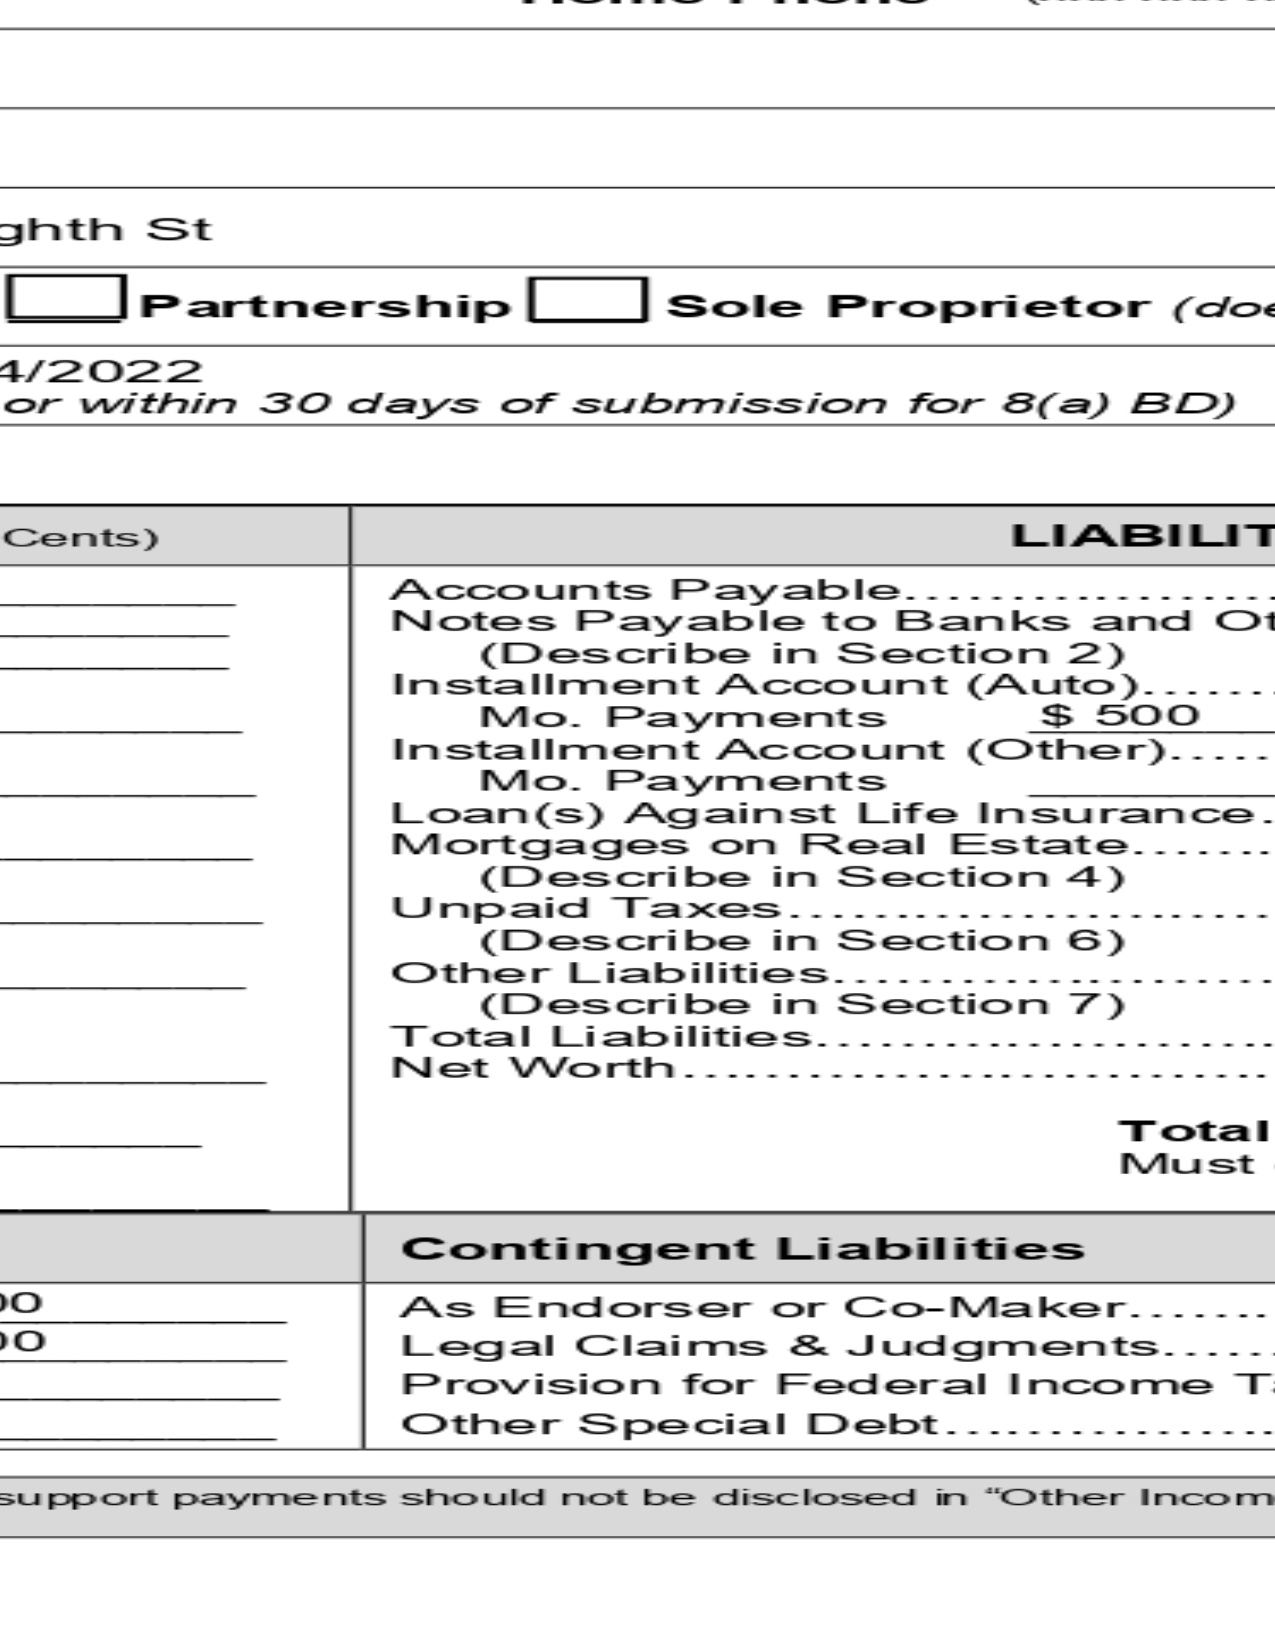 Home Phone
ghth St
Partnership Sole Proprietor (doe
4/2022
or within 30 days of submission for 8(a) BD)
Cents)
LIABILIT
Accounts Payable................
Notes Payable to Banks and Ot
(Describe in Section 2)
Installment Account (Auto)......
Mo. Payments $ 500
Installment Account (Other).....
Mo. Payments
Loan(s) Against Life Insurance.
Mortgages on Real Estate.......
(Describe in Section 4)
Unpaid Taxes......................
(Describe in Section 6)
Other Liabilities....................
(Describe in Section 7)
Total Liabilities.....................
Net Worth...........................
Total
Must
Contingent Liabilities
00
As Endorser or Co-Maker.......
00
Legal Claims & Judgments......
Provision for Federal Income Ta
Other Special Debt..............
support payments should not be disclosed in “Other Incom